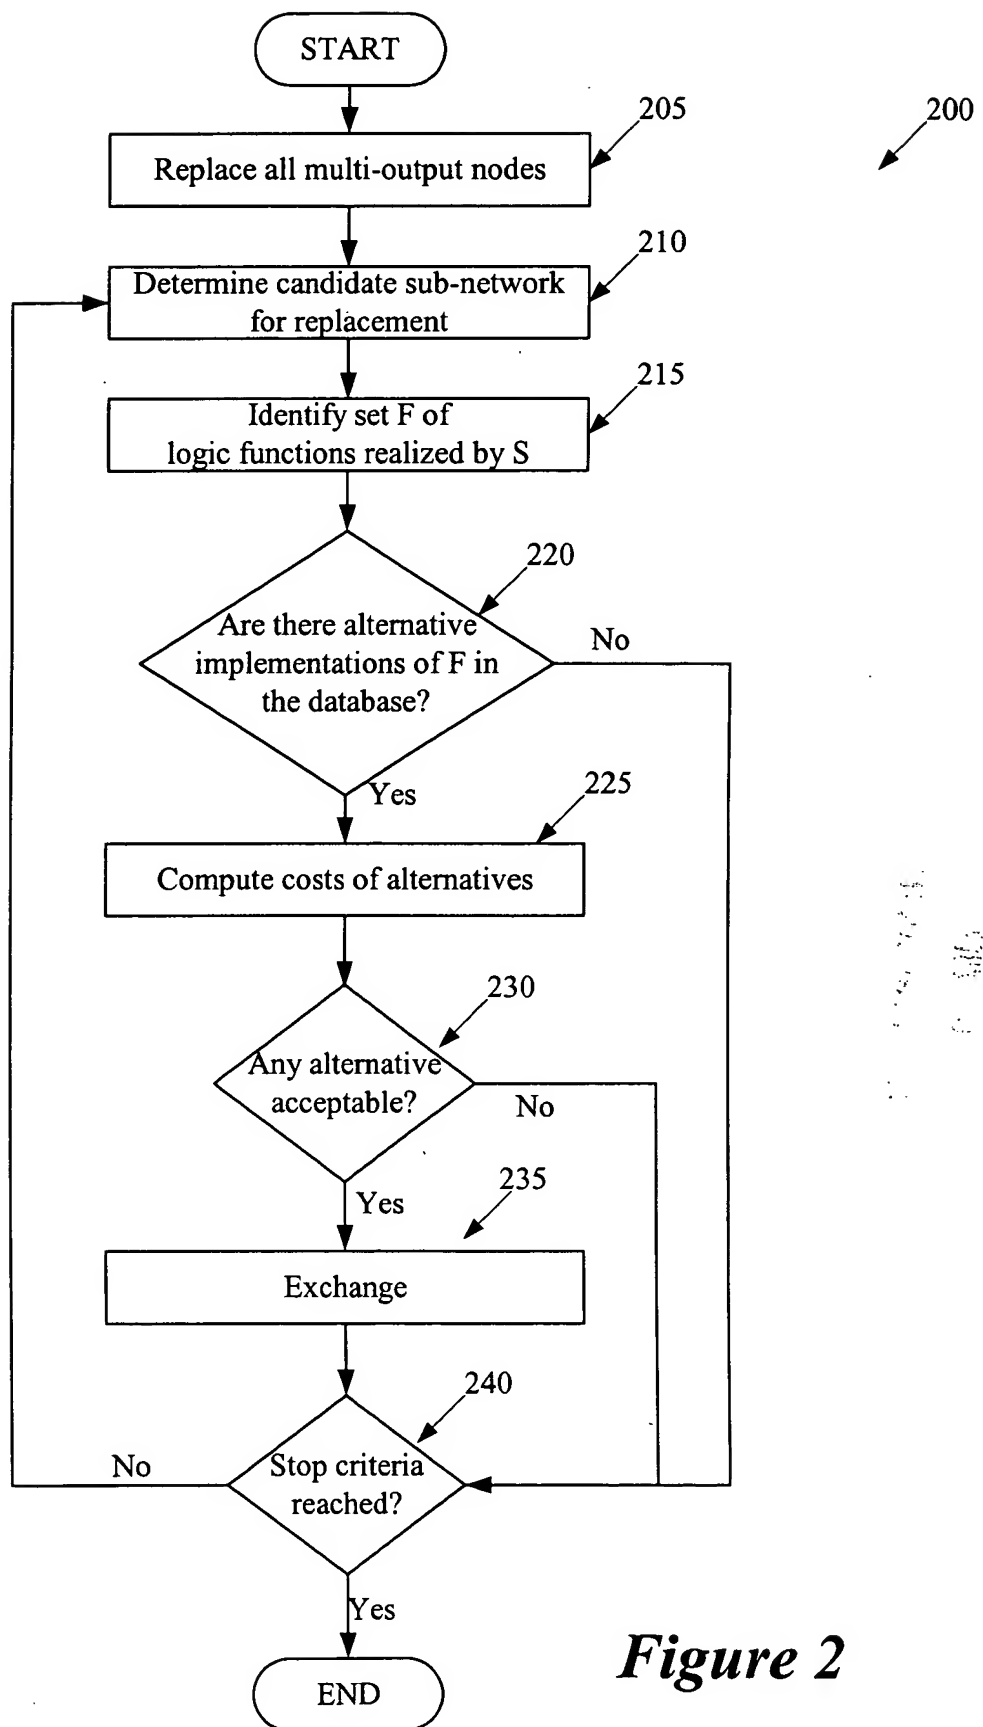 START
205
200
Replace all multi-output nodes
210
Determine candidate sub-network
for replacement
215
Identify set F of
logic functions realized by S
220
Are there alternative
implementations of F in
the database?
No
Yes
225
Compute costs of alternatives
230
Any alternative
acceptable?
No
Yes
235
Exchange
240
Stop criteria
reached?
No
Yes
END
Figure 2